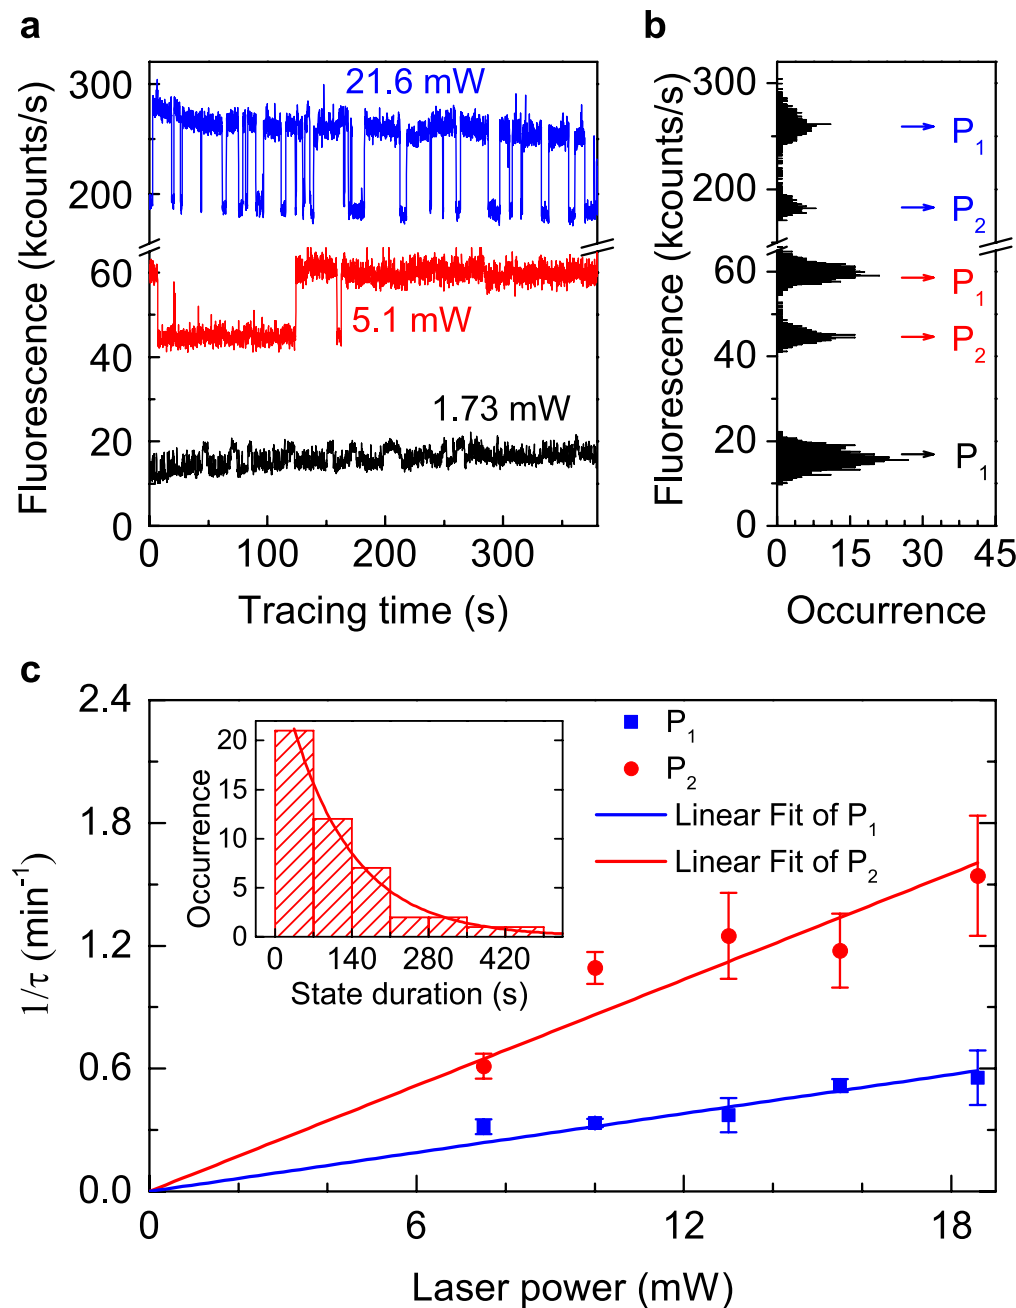 a
Fluorescence (kcounts/s)
300
200
60
40
20
0
21.6 mW
5.1 mW
1.73 mW
0 100 200 300
Tracing time (s)
b
Fluorescence (kcounts/s)
300
200
60
40
20
0
P1
P2
P1
P2
P1
0 15 30 45
Occurrence
c
1/τ (min-1)
2.4
1.8
1.2
0.6
0.0
Occurrence
20
15
10
5
0
0 140 280 420
State duration (s)
P1
P2
Linear Fit of P1
Linear Fit of P2
0 6 12 18
Laser power (mW)